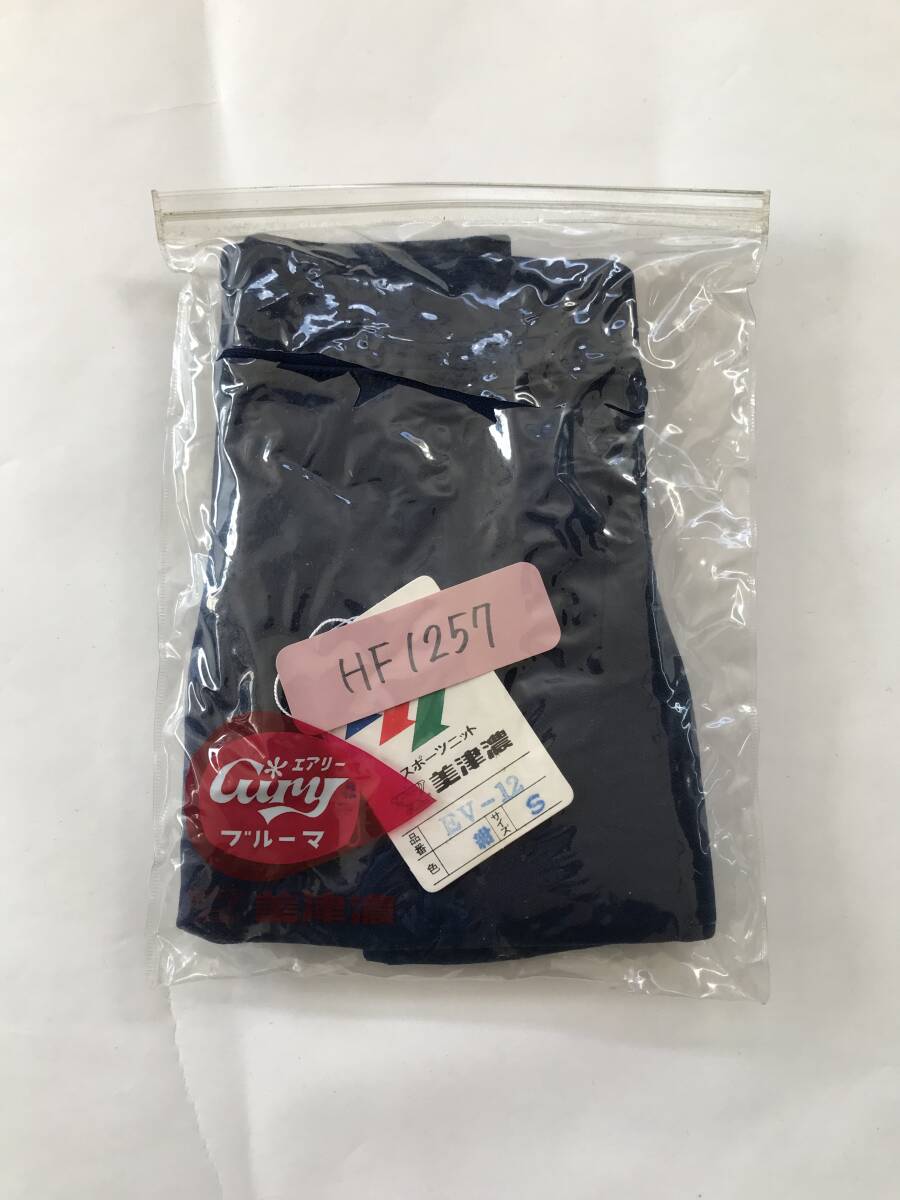 HF1257
スポーツニット
美津濃
品番 EV-12
色 紺 サイズ S
エアリー
Airy
ブルーマ
美津濃